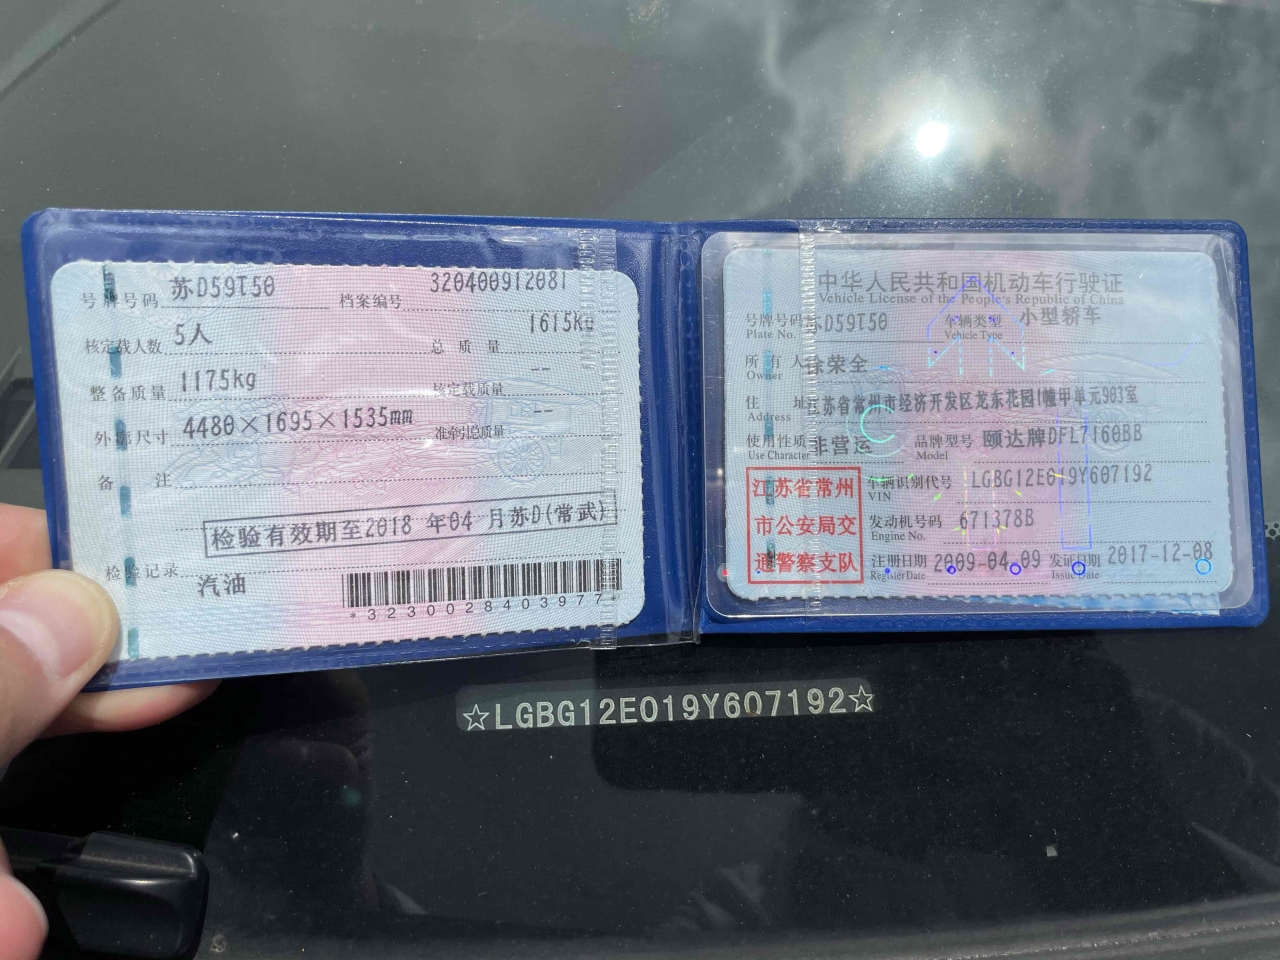 号牌号码 苏D59T50 档案编号 320400912081
核定载人数 5人 总质量 1615Kg
整备质量 1175kg 核定载质量 --
外廓尺寸 4480×1695×1535mm 准牵引总质量 --
备注
检验有效期至2018 年04 月苏D(常武)
检验记录
汽油
*3230028403977*
中华人民共和国机动车行驶证
Vehicle License of the People's Republic of China
号牌号码 苏D59T50 车辆类型 小型轿车
Plate No. Vehicle Type
所有人 徐荣全
Owner
住址 江苏省常州市经济开发区龙东花园1幢甲单元903室
Address
使用性质 非营运 品牌型号 颐达牌DFL7160BB
Use Character Model
江苏省常州
市公安局交
通警察支队
车辆识别代号 LGBG12E019Y607192
VIN
发动机号码 671378B
Engine No.
注册日期 2009-04-09 发证日期 2017-12-08
Register Date Issue Date
☆LGBG12E019Y607192☆